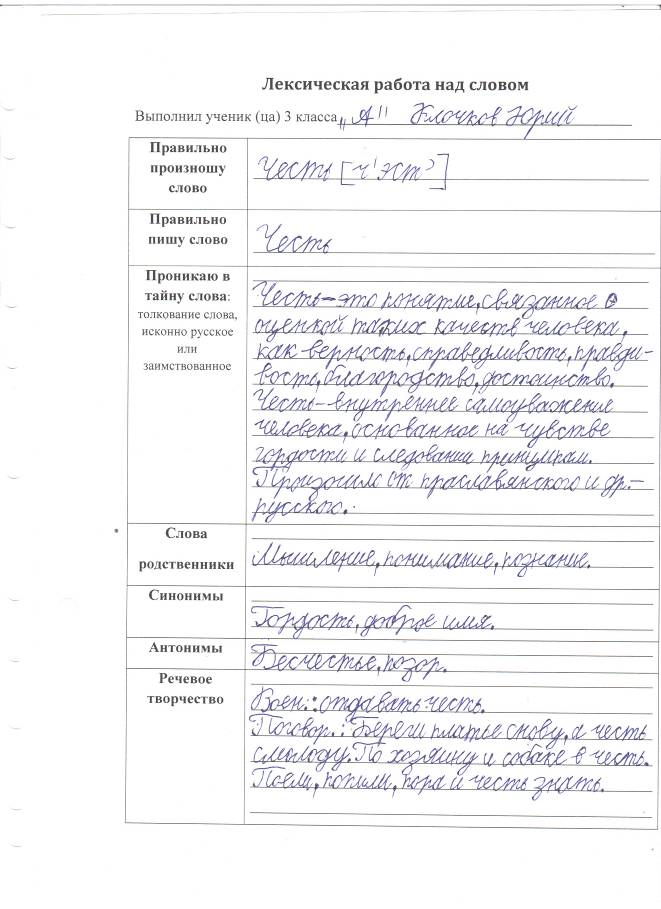 Лексическая работа над словом
Выполнил ученик (ца) 3 класса „А" Клочков Юрий
Правильно
произношу
слово
Честь [ч'эст']
Правильно
пишу слово
Честь
Проникаю в
тайну слова:
толкование слова,
исконно русское
или
заимствованное
Честь-это понятие, связанное с
оценкой таких качеств человека,
как верность, справедливость, правди-
вость, благородство, достоинство.
Честь-внутреннее самоуважение
человека, основанное на чувстве
гордости и следовании принципам.
Произошло от праславянского и др.-
русского.
Слова
родственники
Мышление, понимание, познание.
Синонимы
Гордость, доброе имя.
Антонимы
Бесчестье, позор.
Речевое
творчество
Воен.: отдавать честь.
Поговор.: Береги платье снову, а честь
смолоду. По хозяину и собаке в честь.
Поели, попили, пора и честь знать.